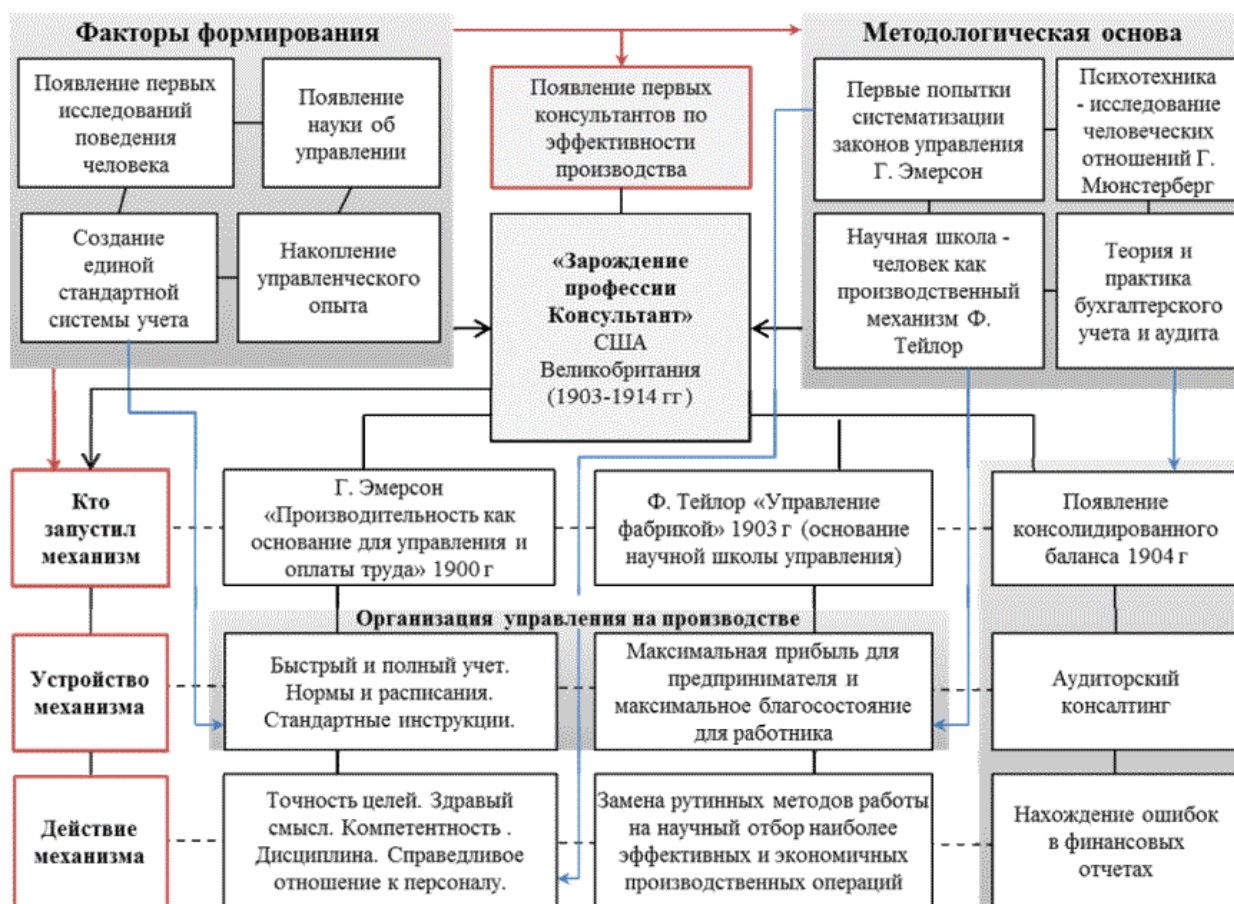 Факторы формирования
Появление первых
исследований
поведения
человека
Появление
науки об
управлении
Создание
единой
стандартной
системы учета
Накопление
управленческого
опыта
Появление первых
консультантов по
эффективности
производства
Методологическая основа
Первые попытки
систематизации
законов управления
Г. Эмерсон
Психотехника
- исследование
человеческих
отношений Г.
Мюнстерберг
Научная школа -
человек как
производственный
механизм Ф.
Тейлор
Теория и
практика
бухгалтерского
учета и аудита
«Зарождение
профессии
Консультант»
США
Великобритания
(1903-1914 гг )
Кто
запустил
механизм
Г. Эмерсон
«Производительность как
основание для управления и
оплаты труда» 1900 г
Ф. Тейлор «Управление
фабрикой» 1903 г (основание
научной школы управления)
Появление
консолидированного
баланса 1904 г
Организация управления на производстве
Устройство
механизма
Быстрый и полный учет.
Нормы и расписания.
Стандартные инструкции.
Максимальная прибыль для
предпринимателя и
максимальное благосостояние
для работника
Аудиторский
консалтинг
Действие
механизма
Точность целей. Здравый
смысл. Компетентность .
Дисциплина. Справедливое
отношение к персоналу.
Замена рутинных методов работы
на научный отбор наиболее
эффективных и экономичных
производственных операций
Нахождение ошибок
в финансовых
отчетах